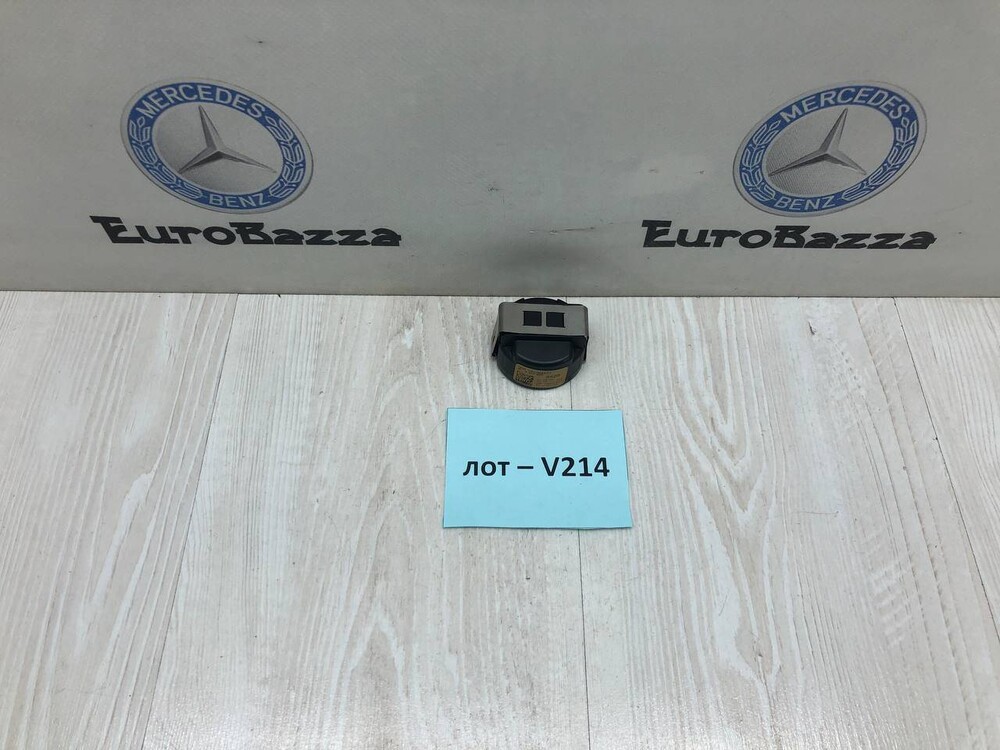 MERCEDES
BENZ
EuroBazza
MERCEDES
BENZ
EuroBazza
лот – V214